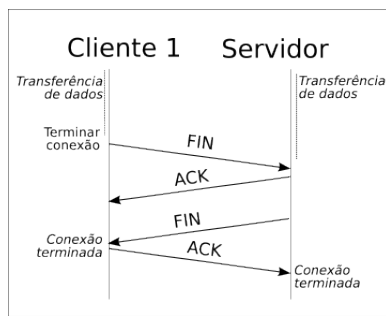 Cliente 1 Servidor
Transferência
de dados
Transferência
de dados
Terminar
conexão
FIN
ACK
FIN
Conexão
terminada
ACK
Conexão
terminada